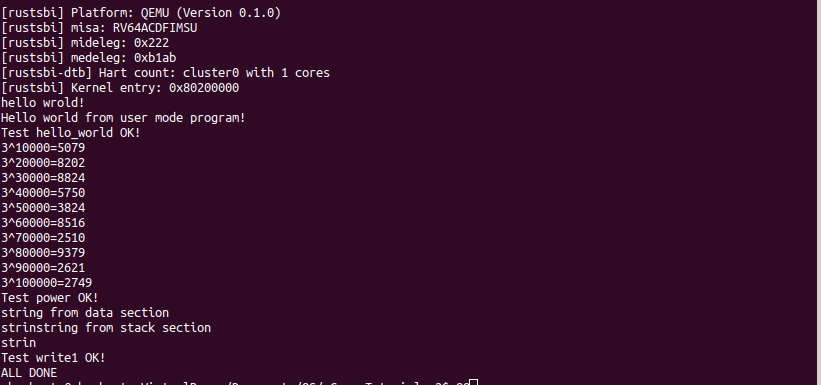 [rustsbi] Platform: QEMU (Version 0.1.0)
[rustsbi] misa: RV64ACDFIMSU
[rustsbi] mideleg: 0x222
[rustsbi] medeleg: 0xb1ab
[rustsbi-dtb] Hart count: cluster0 with 1 cores
[rustsbi] Kernel entry: 0x80200000
hello wrold!
Hello world from user mode program!
Test hello_world OK!
3^10000=5079
3^20000=8202
3^30000=8824
3^40000=5750
3^50000=3824
3^60000=8516
3^70000=2510
3^80000=9379
3^90000=2621
3^100000=2749
Test power OK!
string from data section
strinstring from stack section
strin
Test write1 OK!
ALL DONE